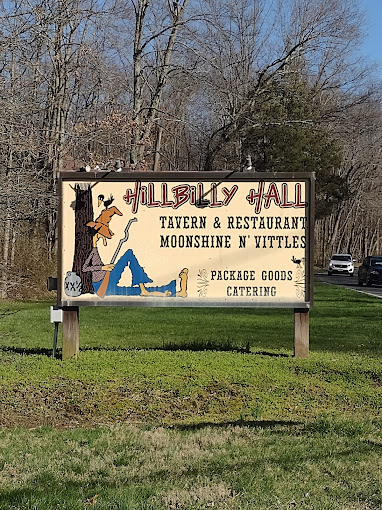 HILLBILLY HALL
TAVERN & RESTAURANT
MOONSHINE N' VITTLES
PACKAGE GOODS
CATERING
XXX